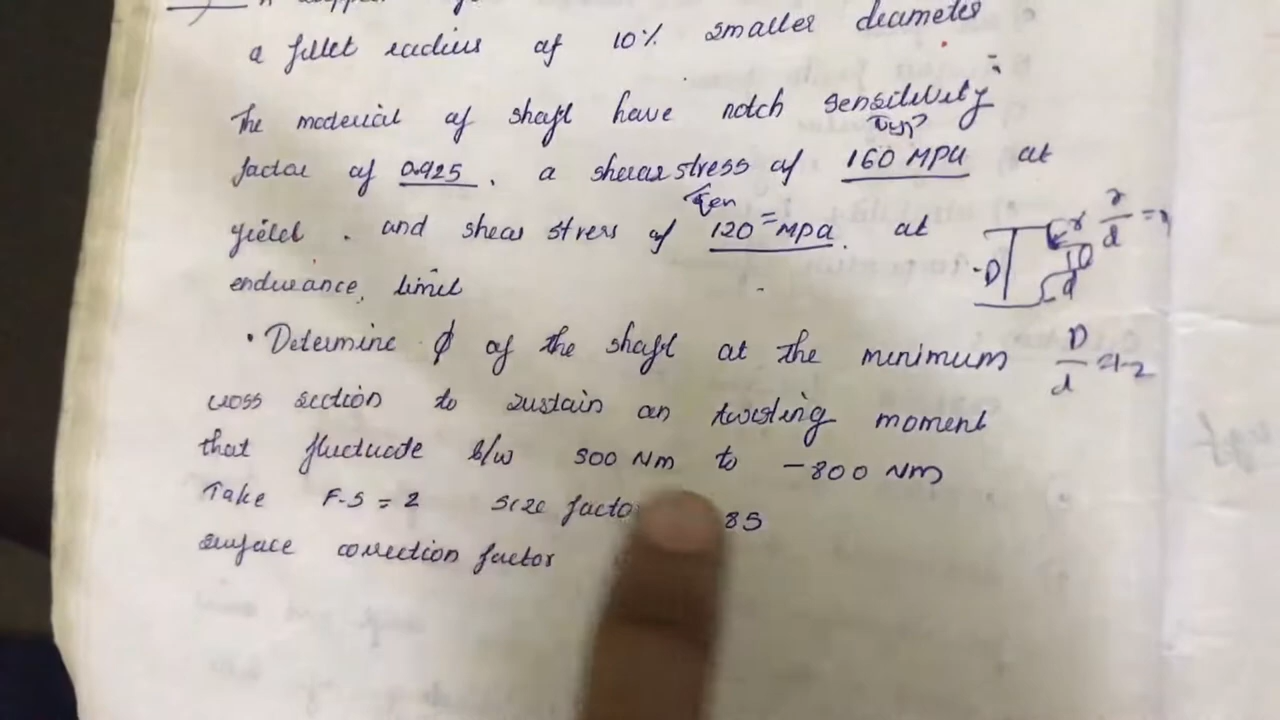 a fillet radius of 10% smaller diameter
The material of shaft have notch sensitivity
factor of 0.925 . a shear stress of 160 MPa at
yield . and shear stress of 120 = MPa . at
endurance, limit
• Determine ϕ of the shaft at the minimum
cross section to sustain an twisting moment
that fluctuate b/w 800 Nm to -800 Nm
Take F.S = 2 size facto 85
surface correction factor
D
r
r/d =
d
D/d = 1.2